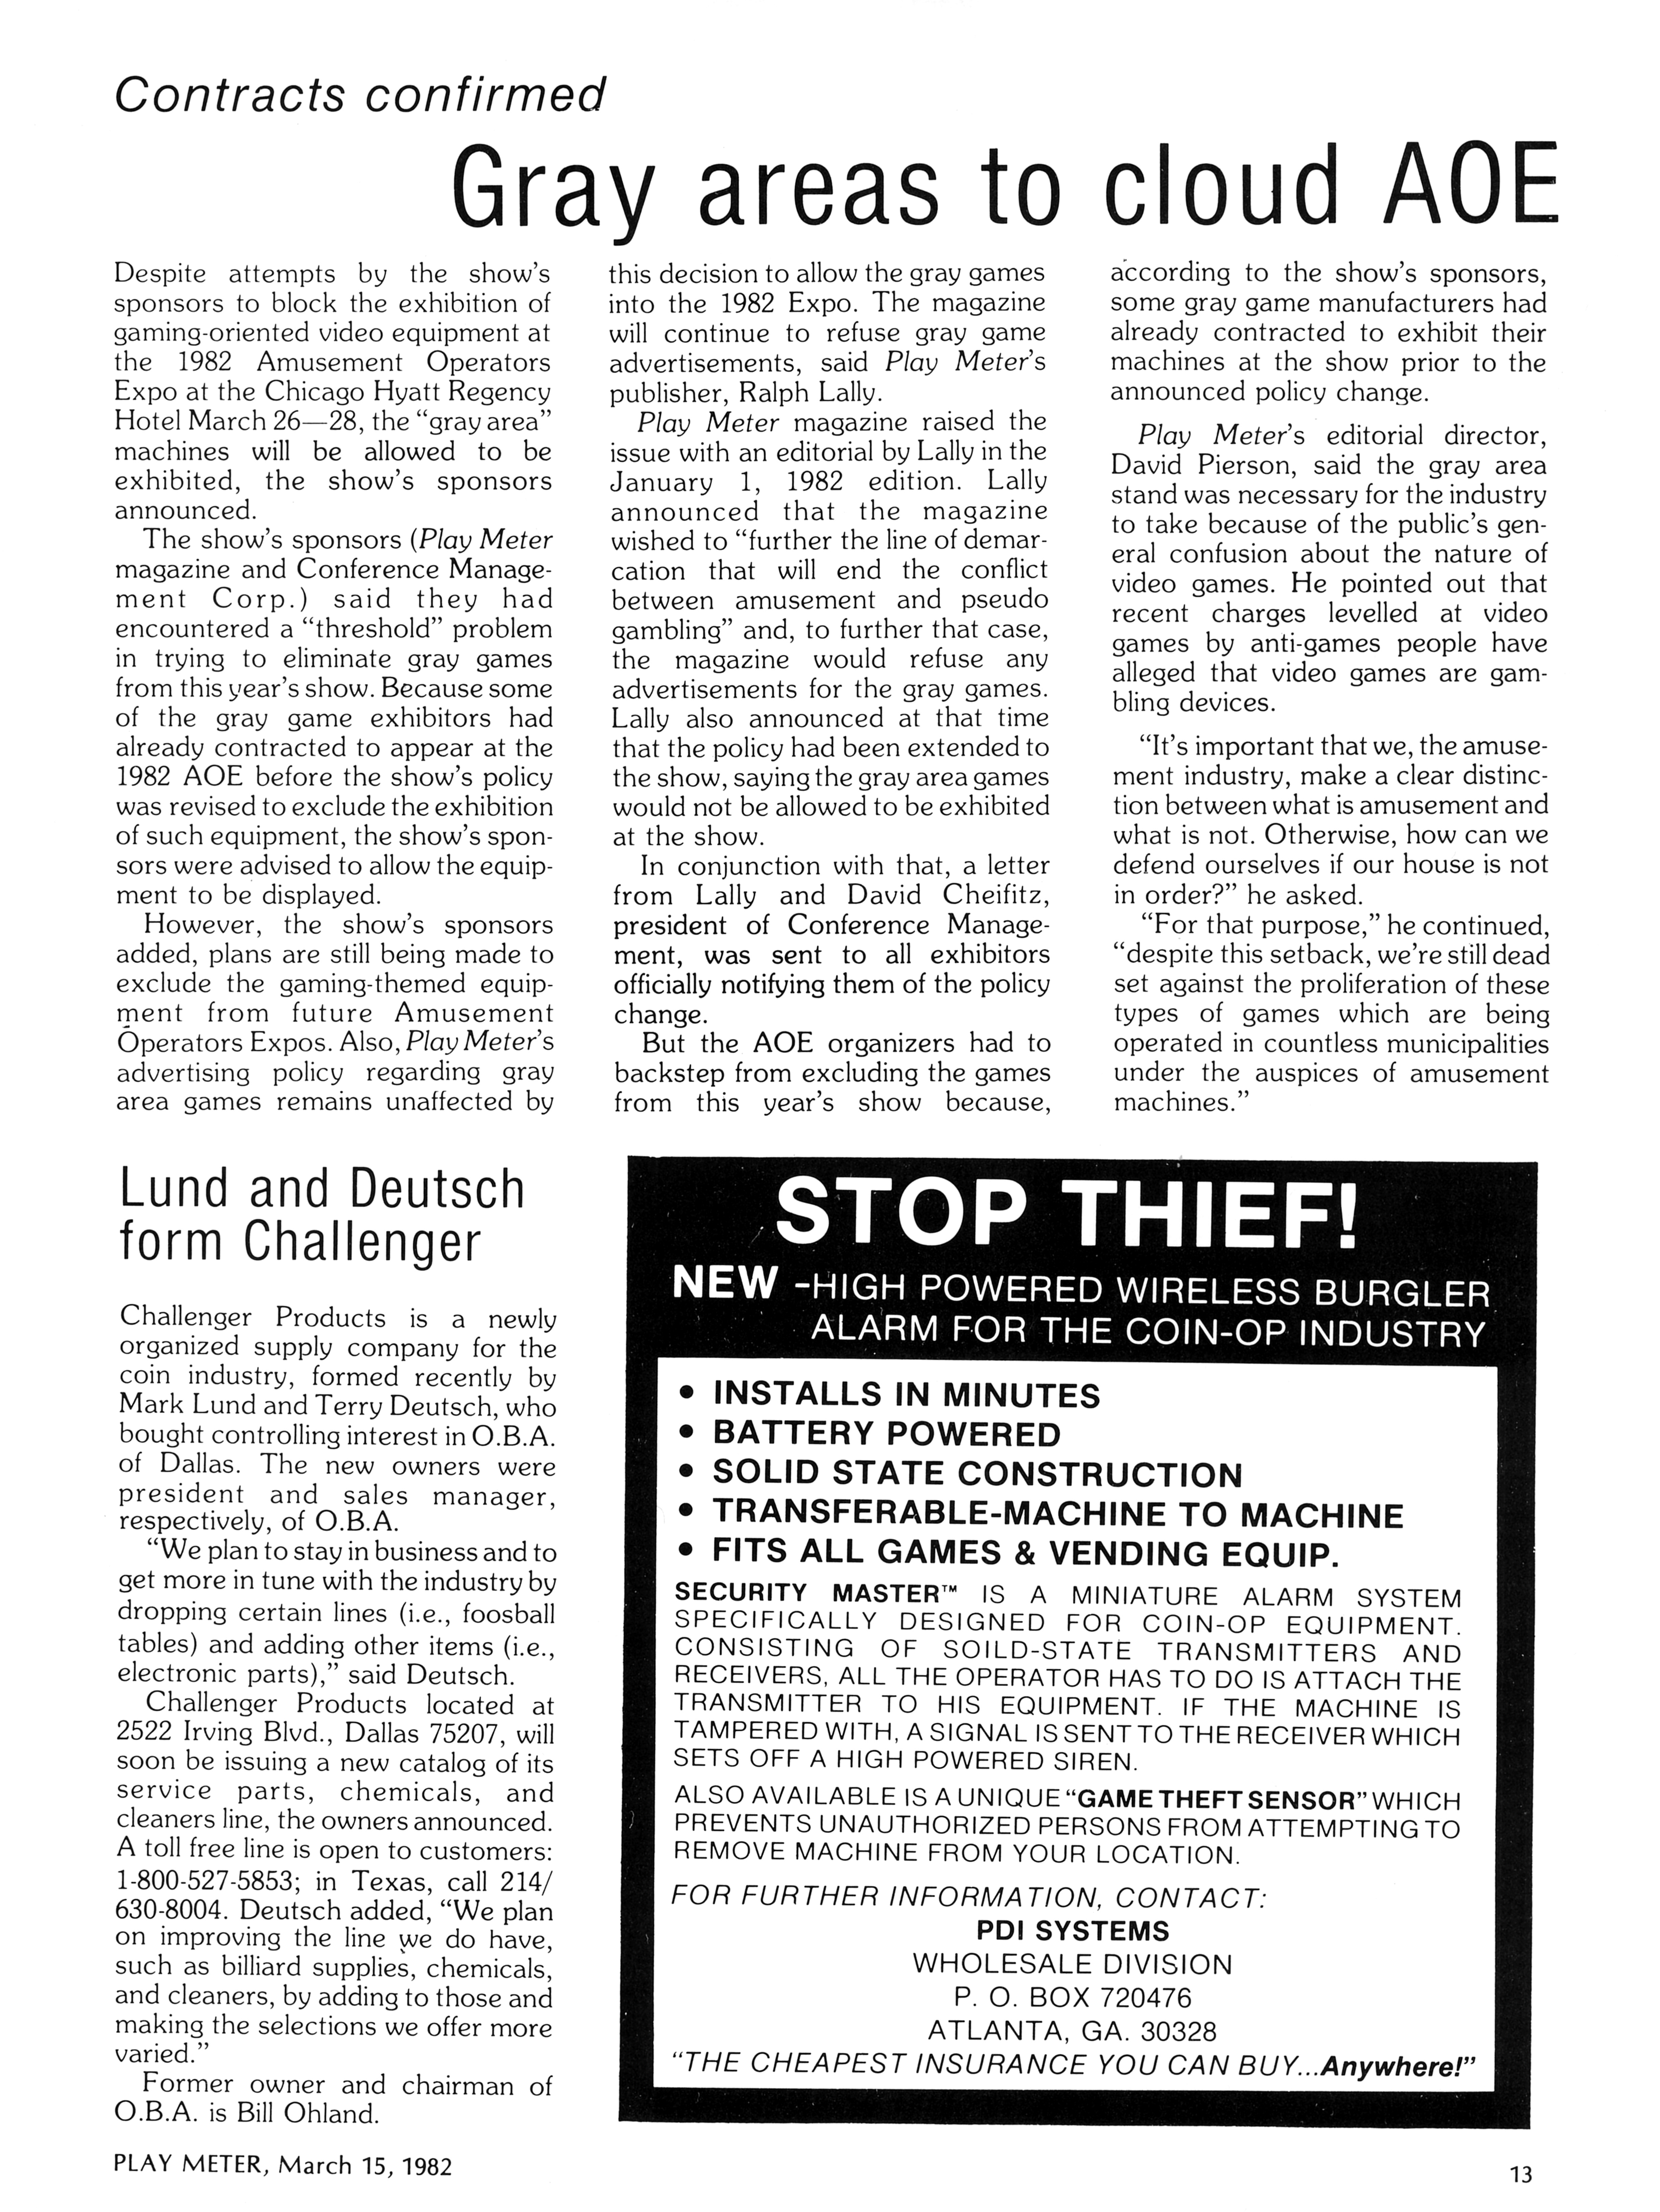 Contracts confirmed
Gray areas to cloud AOE
Despite attempts by the show's
sponsors to block the exhibition of
gaming-oriented video equipment at
the 1982 Amusement Operators
Expo at the Chicago Hyatt Regency
Hotel March 26—28, the "gray area"
machines will be allowed to be
exhibited, the show's sponsors
announced.
The show's sponsors (Play Meter
magazine and Conference Manage-
ment Corp.) said they had
encountered a "threshold" problem
in trying to eliminate gray games
from this year's show. Because some
of the gray game exhibitors had
already contracted to appear at the
1982 AOE before the show's policy
was revised to exclude the exhibition
of such equipment, the show's spon-
sors were advised to allow the equip-
ment to be displayed.
However, the show's sponsors
added, plans are still being made to
exclude the gaming-themed equip-
ment from future Amusement
Operators Expos. Also, Play Meter's
advertising policy regarding gray
area games remains unaffected by
this decision to allow the gray games
into the 1982 Expo. The magazine
will continue to refuse gray game
advertisements, said Play Meter's
publisher, Ralph Lally.
Play Meter magazine raised the
issue with an editorial by Lally in the
January 1, 1982 edition. Lally
announced that the magazine
wished to "further the line of demar-
cation that will end the conflict
between amusement and pseudo
gambling" and, to further that case,
the magazine would refuse any
advertisements for the gray games.
Lally also announced at that time
that the policy had been extended to
the show, saying the gray area games
would not be allowed to be exhibited
at the show.
In conjunction with that, a letter
from Lally and David Cheifitz,
president of Conference Manage-
ment, was sent to all exhibitors
officially notifying them of the policy
change.
But the AOE organizers had to
backstep from excluding the games
from this year's show because,
according to the show's sponsors,
some gray game manufacturers had
already contracted to exhibit their
machines at the show prior to the
announced policy change.
Play Meter's editorial director,
David Pierson, said the gray area
stand was necessary for the industry
to take because of the public's gen-
eral confusion about the nature of
video games. He pointed out that
recent charges levelled at video
games by anti-games people have
alleged that video games are gam-
bling devices.
"It's important that we, the amuse-
ment industry, make a clear distinc-
tion between what is amusement and
what is not. Otherwise, how can we
defend ourselves if our house is not
in order?" he asked.
"For that purpose," he continued,
"despite this setback, we're still dead
set against the proliferation of these
types of games which are being
operated in countless municipalities
under the auspices of amusement
machines."
Lund and Deutsch
form Challenger
Challenger Products is a newly
organized supply company for the
coin industry, formed recently by
Mark Lund and Terry Deutsch, who
bought controlling interest in O.B.A.
of Dallas. The new owners were
president and sales manager,
respectively, of O.B.A.
"We plan to stay in business and to
get more in tune with the industry by
dropping certain lines (i.e., foosball
tables) and adding other items (i.e.,
electronic parts)," said Deutsch.
Challenger Products located at
2522 Irving Blvd., Dallas 75207, will
soon be issuing a new catalog of its
service parts, chemicals, and
cleaners line, the owners announced.
A toll free line is open to customers:
1-800-527-5853; in Texas, call 214/
630-8004. Deutsch added, "We plan
on improving the line we do have,
such as billiard supplies, chemicals,
and cleaners, by adding to those and
making the selections we offer more
varied."
Former owner and chairman of
O.B.A. is Bill Ohland.
STOP THIEF!
NEW -HIGH POWERED WIRELESS BURGLER
ALARM FOR THE COIN-OP INDUSTRY
• INSTALLS IN MINUTES
• BATTERY POWERED
• SOLID STATE CONSTRUCTION
• TRANSFERABLE-MACHINE TO MACHINE
• FITS ALL GAMES & VENDING EQUIP.
SECURITY MASTER™ IS A MINIATURE ALARM SYSTEM
SPECIFICALLY DESIGNED FOR COIN-OP EQUIPMENT.
CONSISTING OF SOILD-STATE TRANSMITTERS AND
RECEIVERS, ALL THE OPERATOR HAS TO DO IS ATTACH THE
TRANSMITTER TO HIS EQUIPMENT. IF THE MACHINE IS
TAMPERED WITH, A SIGNAL IS SENT TO THE RECEIVER WHICH
SETS OFF A HIGH POWERED SIREN.
ALSO AVAILABLE IS A UNIQUE "GAME THEFT SENSOR" WHICH
PREVENTS UNAUTHORIZED PERSONS FROM ATTEMPTING TO
REMOVE MACHINE FROM YOUR LOCATION.
FOR FURTHER INFORMATION, CONTACT:
PDI SYSTEMS
WHOLESALE DIVISION
P. O. BOX 720476
ATLANTA, GA. 30328
"THE CHEAPEST INSURANCE YOU CAN BUY...Anywhere!"
PLAY METER, March 15, 1982
13